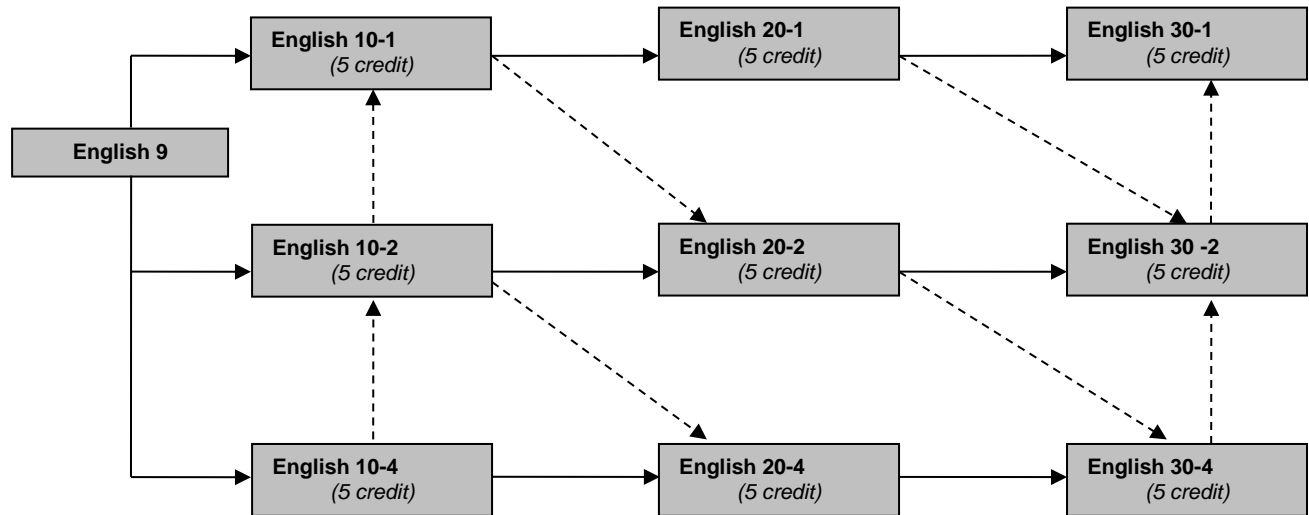 English 10-1
(5 credit)
English 20-1
(5 credit)
English 30-1
(5 credit)
English 9
English 10-2
(5 credit)
English 20-2
(5 credit)
English 30 -2
(5 credit)
English 10-4
(5 credit)
English 20-4
(5 credit)
English 30-4
(5 credit)